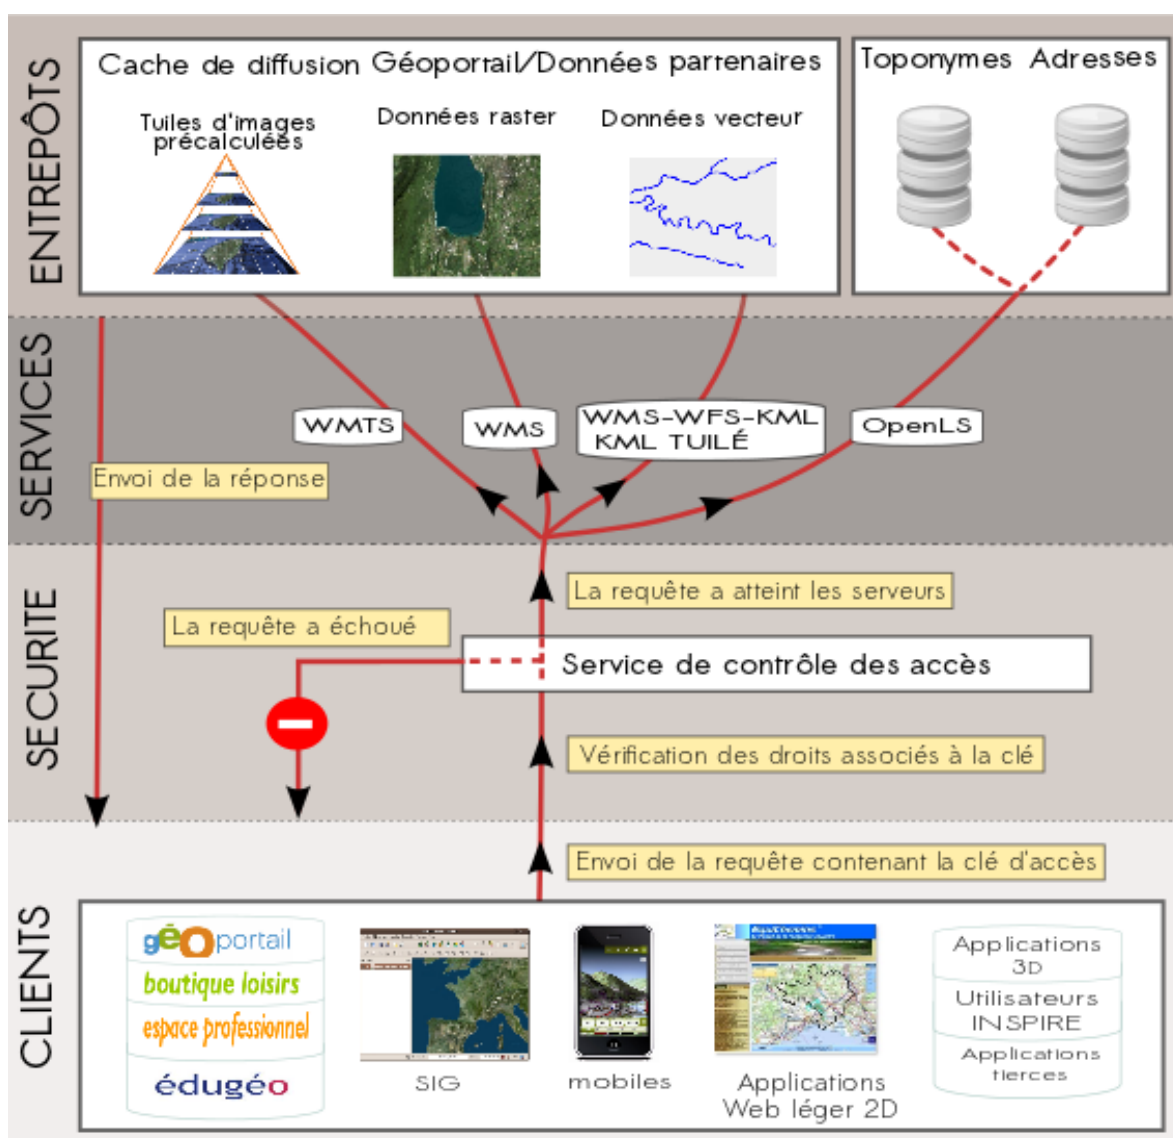 ENTREPÔTS
Cache de diffusion Géoportail/Données partenaires
Tuiles d'images
précalculées
Données raster
Données vecteur
Toponymes Adresses
SERVICES
WMTS
WMS
WMS-WFS-KML
KML TUILÉ
OpenLS
Envoi de la réponse
SECURITE
La requête a atteint les serveurs
La requête a échoué
Service de contrôle des accès
Vérification des droits associés à la clé
CLIENTS
Envoi de la requête contenant la clé d'accès
géoportail
boutique loisirs
espace professionnel
édugéo
SIG
mobiles
Applications
Web léger 2D
Applications
3D
Utilisateurs
INSPIRE
Applications
tierces